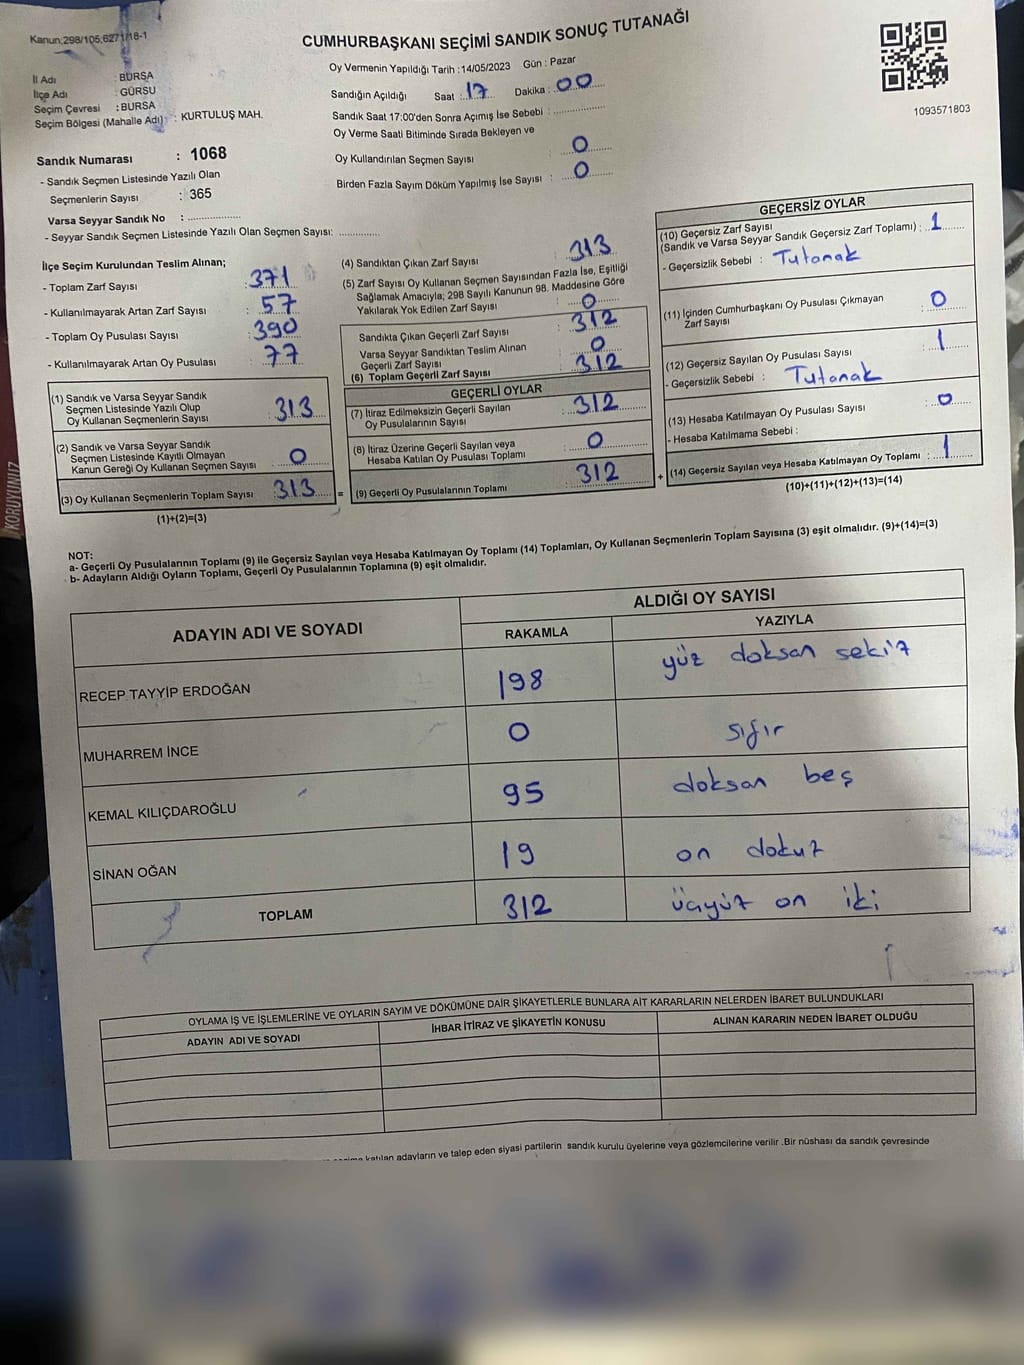 Kanun;298/105;6271/18-1
CUMHURBAŞKANI SEÇİMİ SANDIK SONUÇ TUTANAĞI
İl Adı : BURSA
İlçe Adı : GÜRSU
Seçim Çevresi : BURSA
Seçim Bölgesi (Mahalle Adı) : KURTULUŞ MAH.
Oy Vermenin Yapıldığı Tarih :14/05/2023 Gün : Pazar
Sandığın Açıldığı Saat : 17 Dakika : 00
Sandık Saat 17:00'den Sonra Açımış İse Sebebi :
Oy Verme Saati Bitiminde Sırada Bekleyen ve
Oy Kullandırılan Seçmen Sayısı : 0
Birden Fazla Sayım Döküm Yapılmış İse Sayısı : 0
1093571803
Sandık Numarası : 1068
- Sandık Seçmen Listesinde Yazılı Olan
Seçmenlerin Sayısı : 365
Varsa Seyyar Sandık No :
- Seyyar Sandık Seçmen Listesinde Yazılı Olan Seçmen Sayısı:
İlçe Seçim Kurulundan Teslim Alınan;
- Toplam Zarf Sayısı : 371
- Kullanılmayarak Artan Zarf Sayısı : 57
- Toplam Oy Pusulası Sayısı : 390
- Kullanılmayarak Artan Oy Pusulası : 77
(1) Sandık ve Varsa Seyyar Sandık
Seçmen Listesinde Yazılı Olup
Oy Kullanan Seçmenlerin Sayısı : 313
(2) Sandık ve Varsa Seyyar Sandık
Seçmen Listesinde Kayıtlı Olmayan
Kanun Gereği Oy Kullanan Seçmen Sayısı : 0
(3) Oy Kullanan Seçmenlerin Toplam Sayısı : 313
(1)+(2)=(3)
=
(4) Sandıktan Çıkan Zarf Sayısı : 313
(5) Zarf Sayısı Oy Kullanan Seçmen Sayısından Fazla İse, Eşitliği
Sağlamak Amacıyla; 298 Sayılı Kanunun 98. Maddesine Göre
Yakılarak Yok Edilen Zarf Sayısı : 0
Sandıkta Çıkan Geçerli Zarf Sayısı : 312
Varsa Seyyar Sandıktan Teslim Alınan
Geçerli Zarf Sayısı : 0
(6) Toplam Geçerli Zarf Sayısı : 312
GEÇERLİ OYLAR
(7) İtiraz Edilmeksizin Geçerli Sayılan
Oy Pusulalarının Sayısı : 312
(8) İtiraz Üzerine Geçerli Sayılan veya
Hesaba Katılan Oy Pusulası Toplamı : 0
(9) Geçerli Oy Pusulalarının Toplamı : 312
+
GEÇERSİZ OYLAR
(10) Geçersiz Zarf Sayısı
(Sandık ve Varsa Seyyar Sandık Geçersiz Zarf Toplamı) : 1
- Geçersizlik Sebebi : Tutanak
(11) İçinden Cumhurbaşkanı Oy Pusulası Çıkmayan
Zarf Sayısı : 0
(12) Geçersiz Sayılan Oy Pusulası Sayısı : 1
- Geçersizlik Sebebi : Tutanak
(13) Hesaba Katılmayan Oy Pusulası Sayısı : 0
- Hesaba Katılmama Sebebi :
(14) Geçersiz Sayılan veya Hesaba Katılmayan Oy Toplamı : 1
(10)+(11)+(12)+(13)=(14)
NOT:
a- Geçerli Oy Pusulalarının Toplamı (9) ile Geçersiz Sayılan veya Hesaba Katılmayan Oy Toplamı (14) Toplamları, Oy Kullanan Seçmenlerin Toplam Sayısına (3) eşit olmalıdır. (9)+(14)=(3)
b- Adayların Aldığı Oyların Toplamı, Geçerli Oy Pusulalarının Toplamına (9) eşit olmalıdır.
ADAYIN ADI VE SOYADI
ALDIĞI OY SAYISI
RAKAMLA YAZIYLA
RECEP TAYYİP ERDOĞAN 198 yüz doksan sekiz
MUHARREM İNCE 0 sıfır
KEMAL KILIÇDAROĞLU 95 doksan beş
SİNAN OĞAN 19 on dokuz
TOPLAM 312 üçyüz on iki
OYLAMA İŞ VE İŞLEMLERİNE VE OYLARIN SAYIM VE DÖKÜMÜNE DAİR ŞİKAYETLERLE BUNLARA AİT KARARLARIN NELERDEN İBARET BULUNDUKLARI
ADAYIN ADI VE SOYADI İHBAR İTİRAZ VE ŞİKAYETİN KONUSU ALINAN KARARIN NEDEN İBARET OLDUĞU
katılan adayların ve talep eden siyasi partilerin sandık kurulu üyelerine veya gözlemcilerine verilir .Bir nüshası da sandık çevresinde
KORUYUNUZ